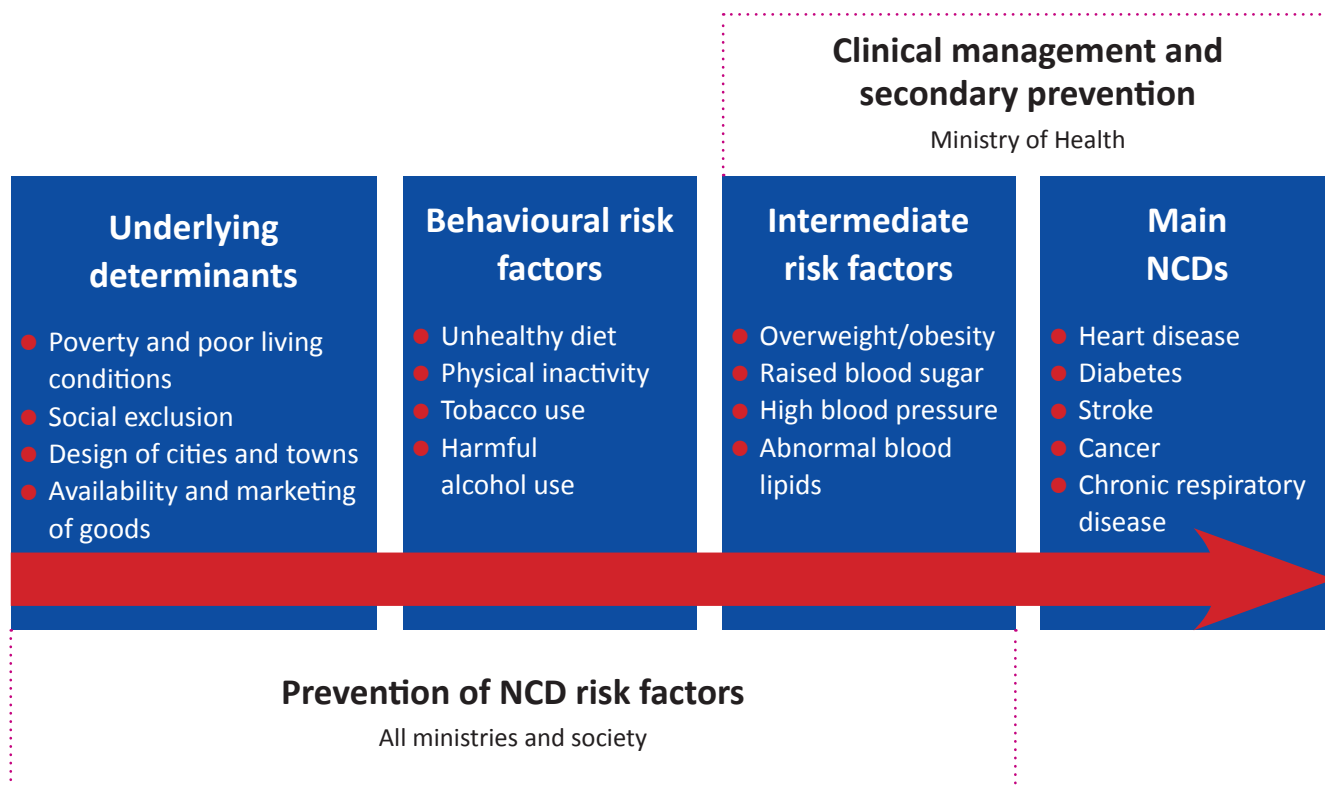 Clinical management and
secondary prevention
Ministry of Health
Underlying
determinants
Poverty and poor living
conditions
Social exclusion
Design of cities and towns
Availability and marketing
of goods
Behavioural risk
factors
Unhealthy diet
Physical inactivity
Tobacco use
Harmful
alcohol use
Intermediate
risk factors
Overweight/obesity
Raised blood sugar
High blood pressure
Abnormal blood
lipids
Main
NCDs
Heart disease
Diabetes
Stroke
Cancer
Chronic respiratory
disease
Prevention of NCD risk factors
All ministries and society